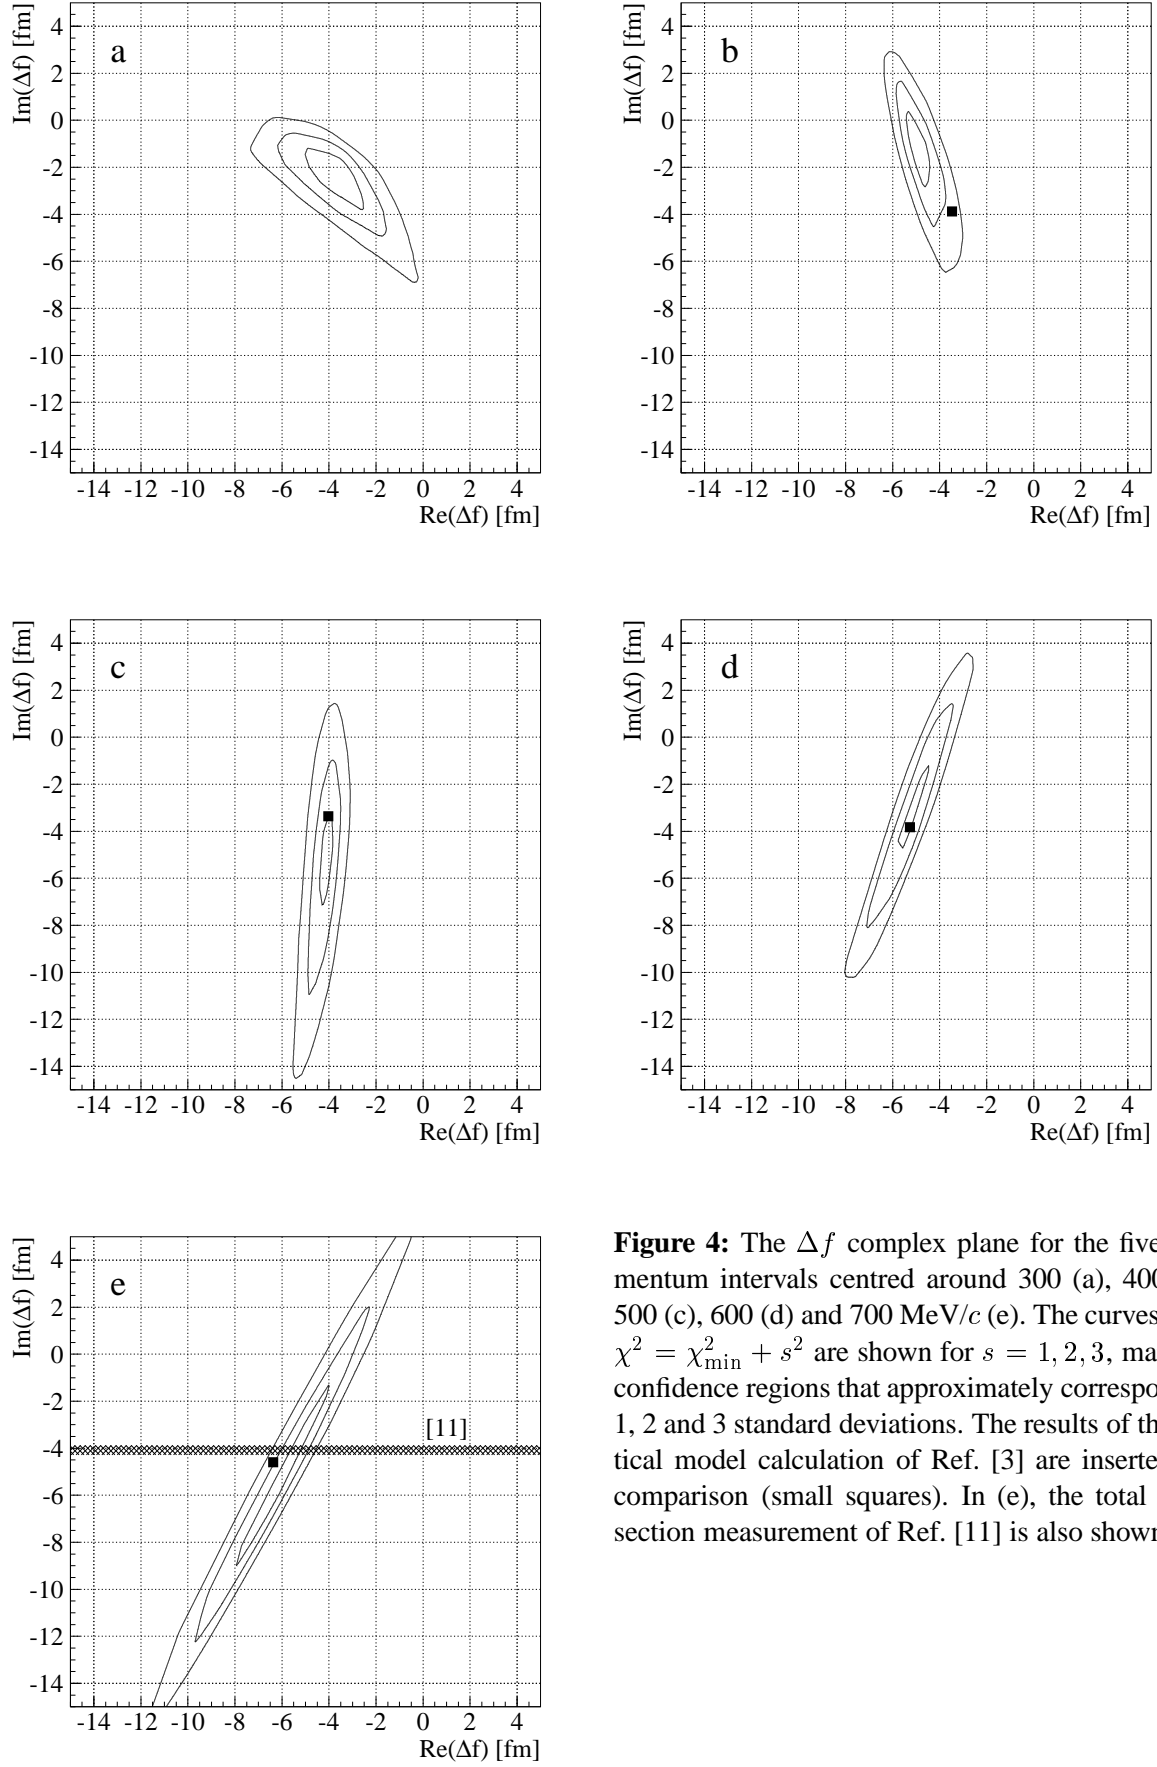 a
Im(Δf) [fm]
4
2
0
-2
-4
-6
-8
-10
-12
-14
-14 -12 -10 -8 -6 -4 -2 0 2 4
Re(Δf) [fm]
b
Im(Δf) [fm]
4
2
0
-2
-4
-6
-8
-10
-12
-14
-14 -12 -10 -8 -6 -4 -2 0 2 4
Re(Δf) [fm]
c
Im(Δf) [fm]
4
2
0
-2
-4
-6
-8
-10
-12
-14
-14 -12 -10 -8 -6 -4 -2 0 2 4
Re(Δf) [fm]
d
Im(Δf) [fm]
4
2
0
-2
-4
-6
-8
-10
-12
-14
-14 -12 -10 -8 -6 -4 -2 0 2 4
Re(Δf) [fm]
e
Im(Δf) [fm]
4
2
0
-2
-4
-6
-8
-10
-12
-14
[11]
-14 -12 -10 -8 -6 -4 -2 0 2 4
Re(Δf) [fm]
Figure 4: The Δf complex plane for the five
mentum intervals centred around 300 (a), 400
500 (c), 600 (d) and 700 MeV/c (e). The curves
χ² = χ²min + s² are shown for s = 1, 2, 3, ma
confidence regions that approximately correspo
1, 2 and 3 standard deviations. The results of th
tical model calculation of Ref. [3] are inserte
comparison (small squares). In (e), the total
section measurement of Ref. [11] is also shown